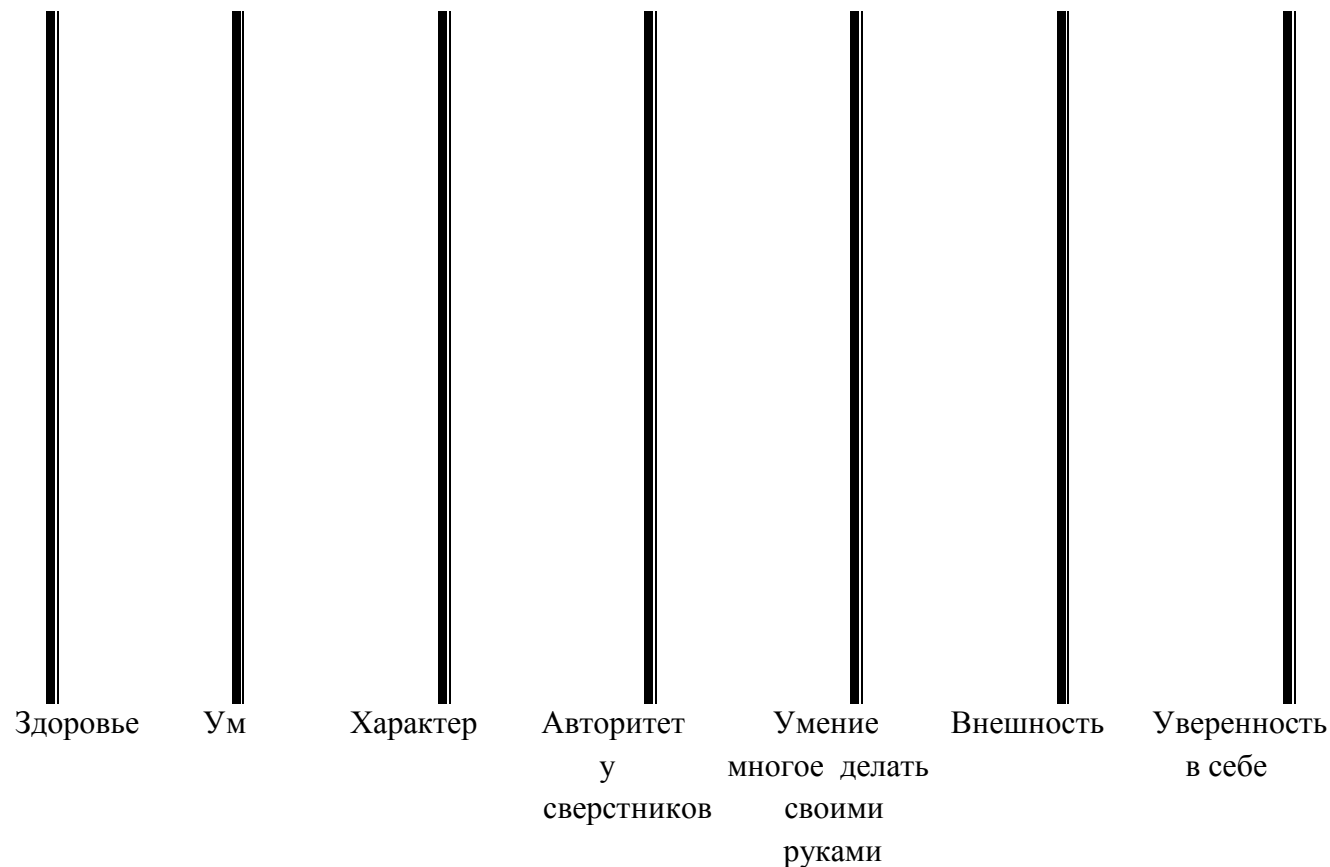 Здоровье Ум Характер Авторитет Умение Внешность Уверенность
у многое делать в себе
сверстников своими
руками